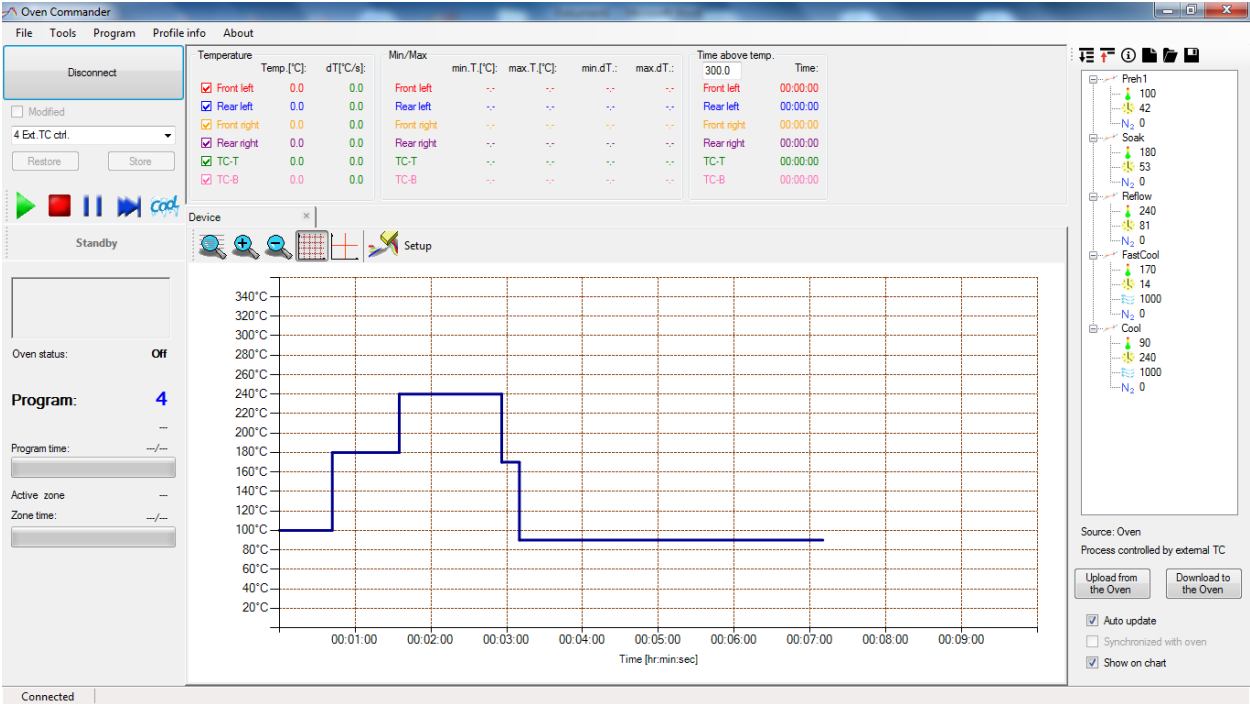 Oven Commander
File Tools Program Profile info About
Disconnect
Modified
4 Ext.TC ctrl.
Restore Store
cool
Standby
Oven status: Off
Program: 4
---
Program time: ---/---
Active zone ---
Zone time: ---/---
Temperature
Temp.[°C]: dT[°C/s]:
Front left 0.0 0.0
Rear left 0.0 0.0
Front right 0.0 0.0
Rear right 0.0 0.0
TC-T 0.0 0.0
TC-B 0.0 0.0
Min/Max
min.T.[°C]: max.T.[°C]: min.dT.: max.dT.:
Front left -.- -.- -.- -.-
Rear left -.- -.- -.- -.-
Front right -.- -.- -.- -.-
Rear right -.- -.- -.- -.-
TC-T -.- -.- -.- -.-
TC-B -.- -.- -.- -.-
Time above temp.
300.0 Time:
Front left 00:00:00
Rear left 00:00:00
Front right 00:00:00
Rear right 00:00:00
TC-T 00:00:00
TC-B 00:00:00
Device
Setup
340°C
320°C
300°C
280°C
260°C
240°C
220°C
200°C
180°C
160°C
140°C
120°C
100°C
80°C
60°C
40°C
20°C
00:01:00 00:02:00 00:03:00 00:04:00 00:05:00 00:06:00 00:07:00 00:08:00 00:09:00
Time [hr:min:sec]
Preh1
100
42
N2 0
Soak
180
53
N2 0
Reflow
240
81
N2 0
FastCool
170
14
1000
N2 0
Cool
90
240
1000
N2 0
Source: Oven
Process controlled by external TC
Upload from
the Oven
Download to
the Oven
Auto update
Synchronized with oven
Show on chart
Connected